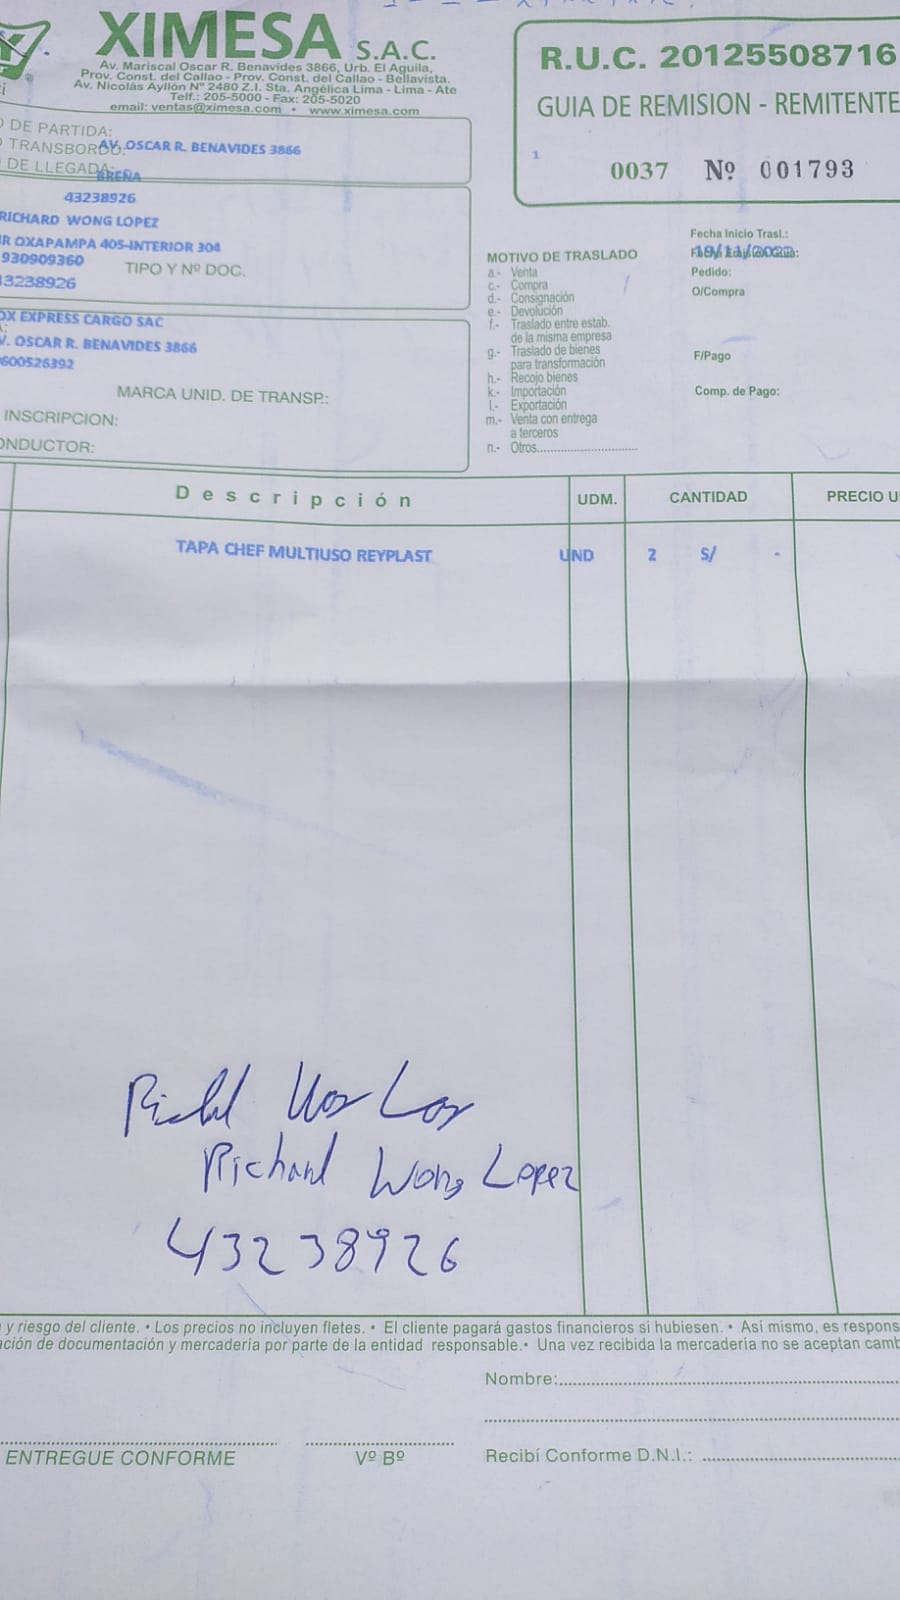 XIMESA S.A.C.
Av. Mariscal Oscar R. Benavides 3866, Urb. El Aguila,
Prov. Const. del Callao - Prov. Const. del Callao - Bellavista.
Av. Nicolás Ayllón Nº 2480 Z.I. Sta. Angélica Lima - Lima - Ate
Telf.: 205-5000 - Fax: 205-5020
email: ventas@ximesa.com • www.ximesa.com
R.U.C. 20125508716
GUIA DE REMISION - REMITENTE
1
0037 Nº 001793
DE PARTIDA:
TRANSBORDO: AV. OSCAR R. BENAVIDES 3866
DE LLEGADA: BREÑA
43238926
RICHARD WONG LOPEZ
R OXAPAMPA 405-INTERIOR 304
930909360 TIPO Y Nº DOC.
3238926
OX EXPRESS CARGO SAC
V. OSCAR R. BENAVIDES 3866
600526392
MARCA UNID. DE TRANSP.:
INSCRIPCION:
ONDUCTOR:
MOTIVO DE TRASLADO
a.- Venta
c.- Compra
d.- Consignación
e.- Devolución
f.- Traslado entre estab.
de la misma empresa
g.- Traslado de bienes
para transformación
h.- Recojo bienes
k.- Importación
l.- Exportación
m.- Venta con entrega
a terceros
n.- Otros
Fecha Inicio Trasl.:
Pedido:
O/Compra
F/Pago
Comp. de Pago:
Descripción UDM. CANTIDAD PRECIO U
TAPA CHEF MULTIUSO REYPLAST UND 2 S/ -
Richard Wong Lopez
43238926
y riesgo del cliente. • Los precios no incluyen fletes. • El cliente pagará gastos financieros si hubiesen. • Así mismo, es respons
ación de documentación y mercadería por parte de la entidad responsable. • Una vez recibida la mercadería no se aceptan camb
Nombre:
ENTREGUE CONFORME Vº Bº Recibí Conforme D.N.I.: